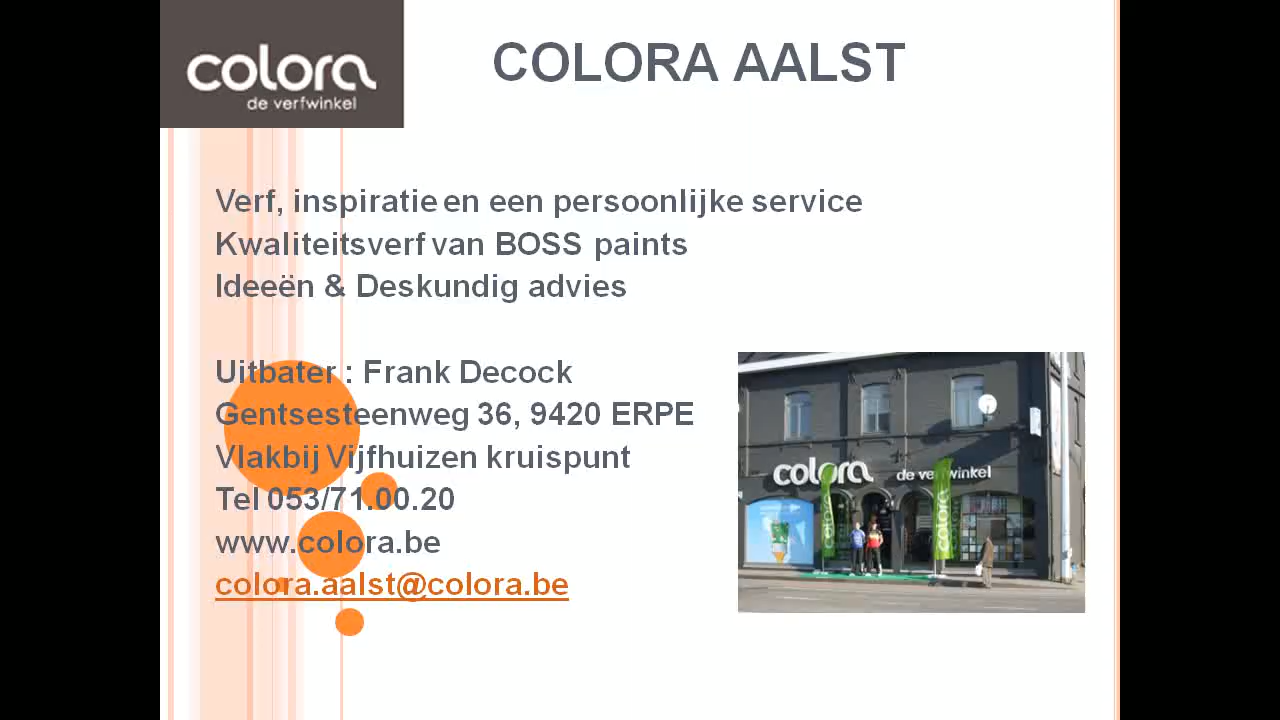 colora
de verfwinkel
COLORA AALST
Verf, inspiratie en een persoonlijke service
Kwaliteitsverf van BOSS paints
Ideeën & Deskundig advies
Uitbater : Frank Decock
Gentsesteenweg 36, 9420 ERPE
Vlakbij Vijfhuizen kruispunt
Tel 053/71.00.20
www.colora.be
colora.aalst@colora.be
colora de verfwinkel
colora
colora